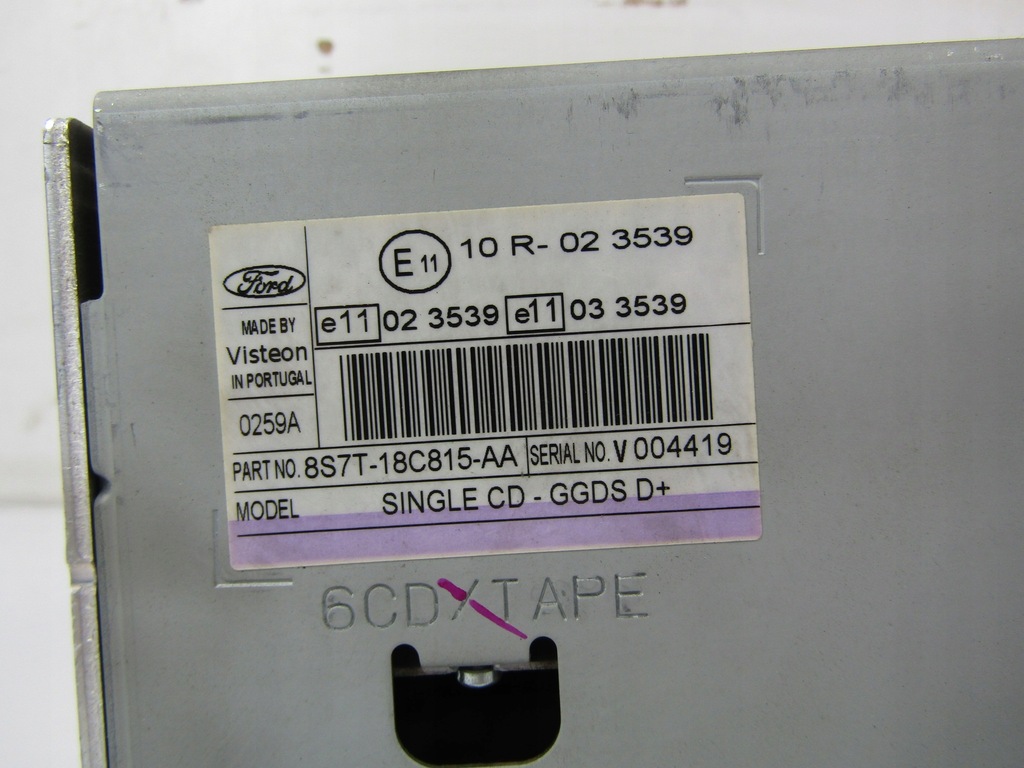 Ford
E 11 10 R- 02 3539
e11 02 3539 e11 03 3539
MADE BY
Visteon
IN PORTUGAL
0259A
PART NO. 8S7T-18C815-AA SERIAL NO. V 004419
MODEL SINGLE CD - GGDS D+
6CD/TAPE